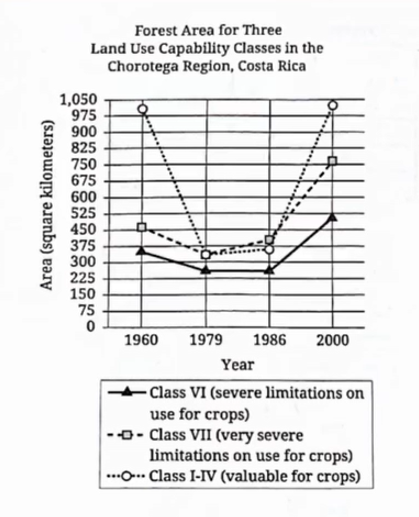 Forest Area for Three
Land Use Capability Classes in the
Chorotega Region, Costa Rica
Area (square kilometers)
1,050
975
900
825
750
675
600
525
450
375
300
225
150
75
0
1960 1979 1986 2000
Year
Class VI (severe limitations on
use for crops)
Class VII (very severe
limitations on use for crops)
Class I-IV (valuable for crops)